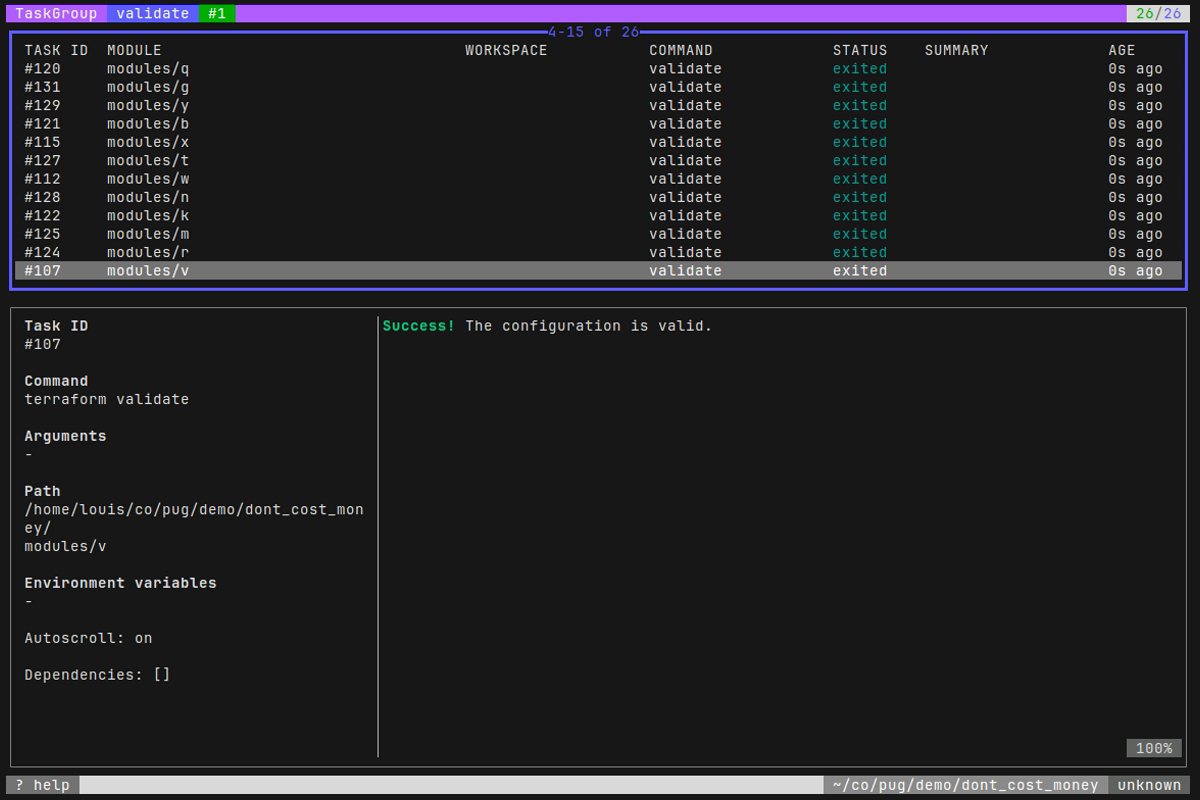 TaskGroup validate #1 26/26
4-15 of 26
TASK ID MODULE WORKSPACE COMMAND STATUS SUMMARY AGE
#120 modules/q validate exited 0s ago
#131 modules/g validate exited 0s ago
#129 modules/y validate exited 0s ago
#121 modules/b validate exited 0s ago
#115 modules/x validate exited 0s ago
#127 modules/t validate exited 0s ago
#112 modules/w validate exited 0s ago
#128 modules/n validate exited 0s ago
#122 modules/k validate exited 0s ago
#125 modules/m validate exited 0s ago
#124 modules/r validate exited 0s ago
#107 modules/v validate exited 0s ago
Task ID
#107
Command
terraform validate
Arguments
-
Path
/home/louis/co/pug/demo/dont_cost_mon
ey/
modules/v
Environment variables
-
Autoscroll: on
Dependencies: []
Success! The configuration is valid.
100%
? help ~/co/pug/demo/dont_cost_money unknown